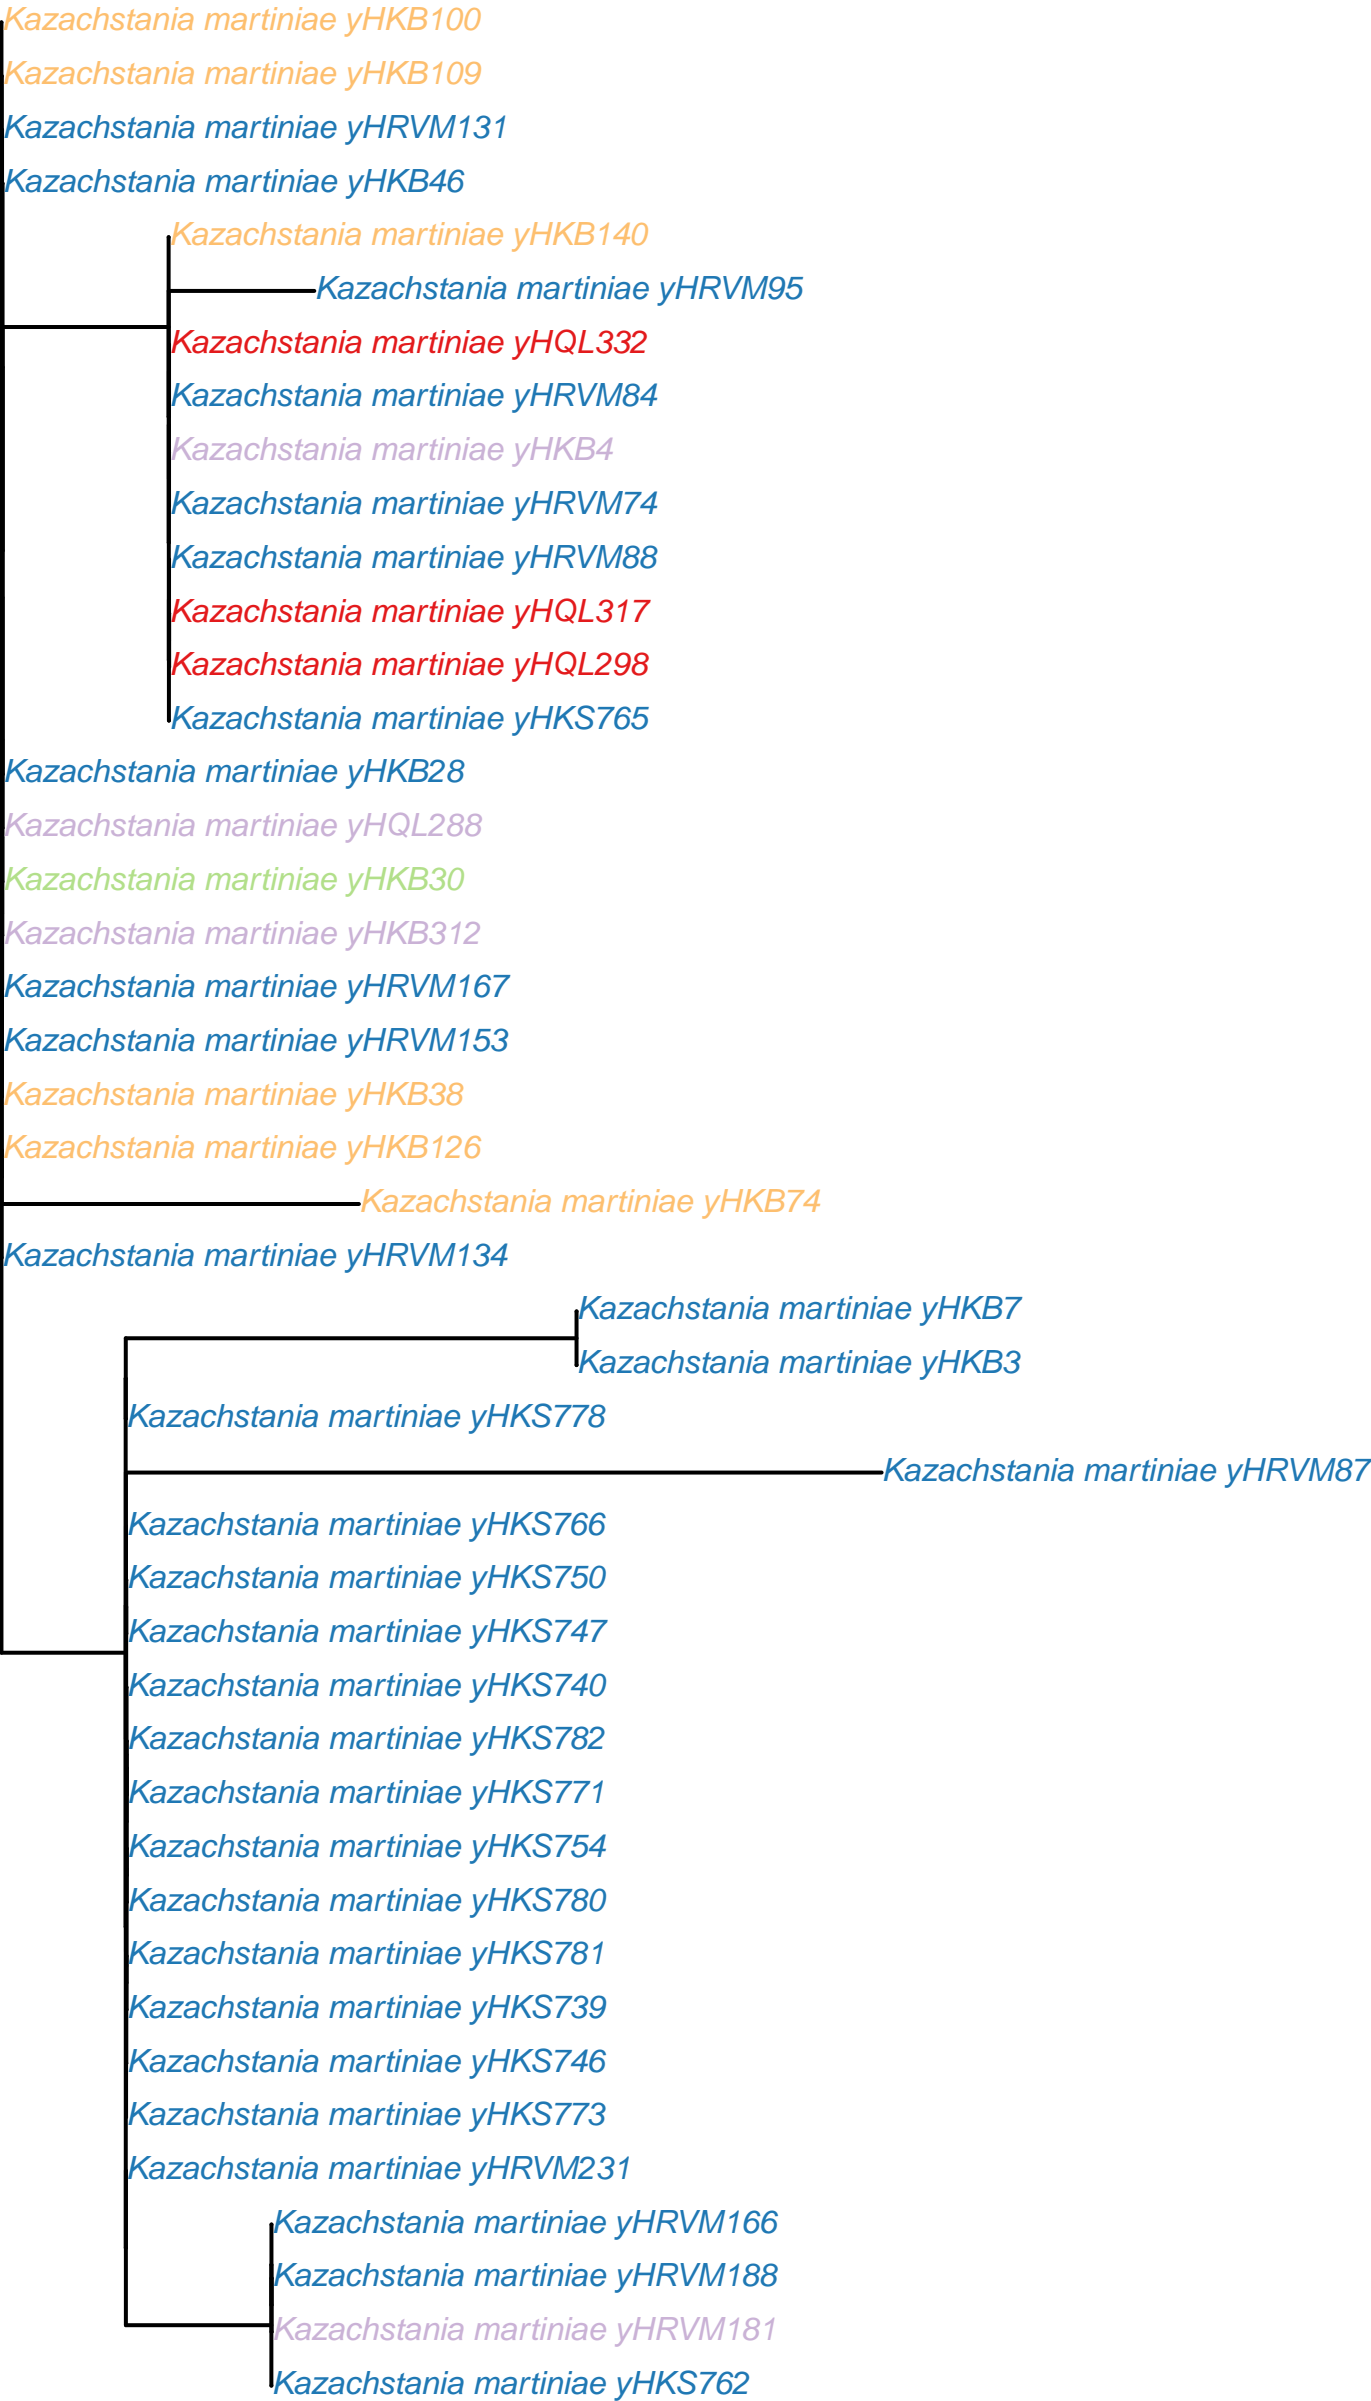 Kazachstania martiniae yHKB100
Kazachstania martiniae yHKB109
Kazachstania martiniae yHRVM131
Kazachstania martiniae yHKB46
Kazachstania martiniae yHKB140
Kazachstania martiniae yHRVM95
Kazachstania martiniae yHQL332
Kazachstania martiniae yHRVM84
Kazachstania martiniae yHKB4
Kazachstania martiniae yHRVM74
Kazachstania martiniae yHRVM88
Kazachstania martiniae yHQL317
Kazachstania martiniae yHQL298
Kazachstania martiniae yHKS765
Kazachstania martiniae yHKB28
Kazachstania martiniae yHQL288
Kazachstania martiniae yHKB30
Kazachstania martiniae yHKB312
Kazachstania martiniae yHRVM167
Kazachstania martiniae yHRVM153
Kazachstania martiniae yHKB38
Kazachstania martiniae yHKB126
Kazachstania martiniae yHKB74
Kazachstania martiniae yHRVM134
Kazachstania martiniae yHKB7
Kazachstania martiniae yHKB3
Kazachstania martiniae yHKS778
Kazachstania martiniae yHRVM87
Kazachstania martiniae yHKS766
Kazachstania martiniae yHKS750
Kazachstania martiniae yHKS747
Kazachstania martiniae yHKS740
Kazachstania martiniae yHKS782
Kazachstania martiniae yHKS771
Kazachstania martiniae yHKS754
Kazachstania martiniae yHKS780
Kazachstania martiniae yHKS781
Kazachstania martiniae yHKS739
Kazachstania martiniae yHKS746
Kazachstania martiniae yHKS773
Kazachstania martiniae yHRVM231
Kazachstania martiniae yHRVM166
Kazachstania martiniae yHRVM188
Kazachstania martiniae yHRVM181
Kazachstania martiniae yHKS762